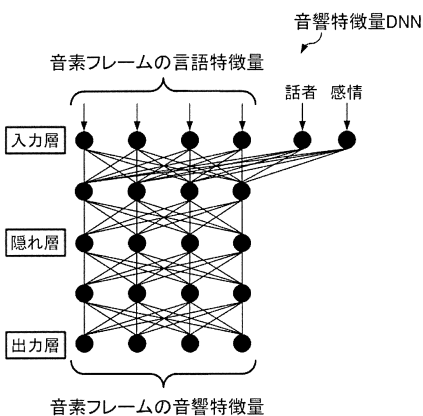 音響特徴量DNN
音素フレームの言語特徴量
話者 感情
入力層
隠れ層
出力層
音素フレームの音響特徴量